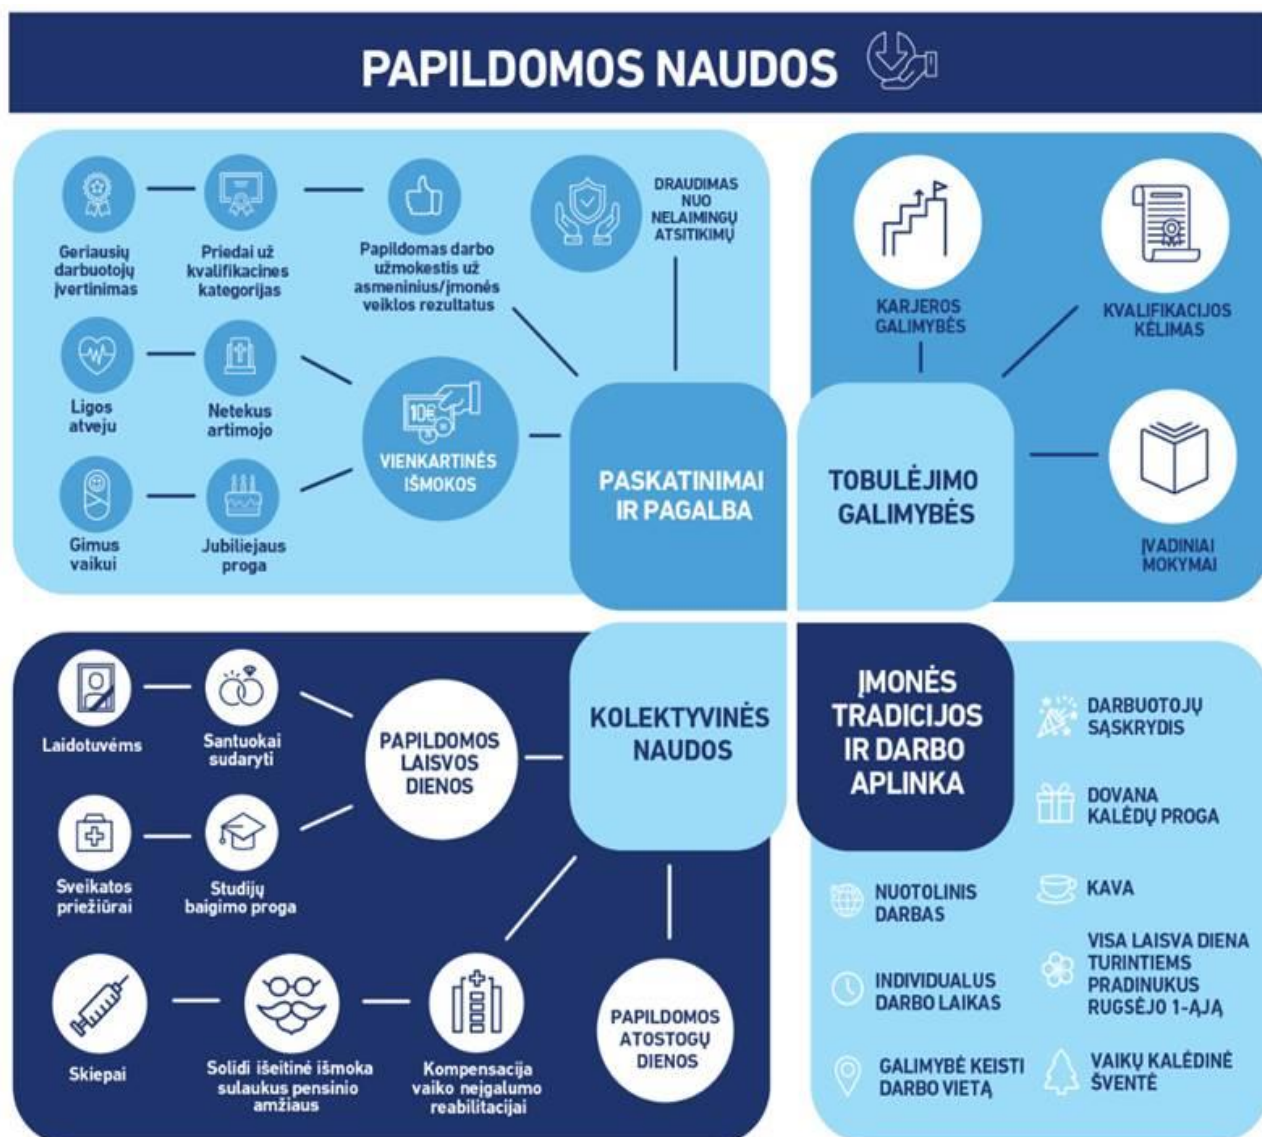 PAPILDOMOS NAUDOS
Geriausių
darbuotojų
įvertinimas
Priedai už
kvalifikacines
kategorijas
Papildomas darbo
užmokestis už
asmeninius/įmonės
veiklos rezultatus
DRAUDIMAS
NUO
NELAIMINGŲ
ATSITIKIMŲ
Ligos
atveju
Netekus
artimojo
10€
VIENKARTINĖS
IŠMOKOS
Gimus
vaikui
Jubiliejaus
proga
PASKATINIMAI
IR PAGALBA
KARJEROS
GALIMYBĖS
KVALIFIKACIJOS
KĖLIMAS
TOBULĖJIMO
GALIMYBĖS
ĮVADINIAI
MOKYMAI
Laidotuvėms
Santuokai
sudaryti
PAPILDOMOS
LAISVOS
DIENOS
KOLEKTYVINĖS
NAUDOS
Sveikatos
priežiūrai
Studijų
baigimo proga
Skiepai
Solidi išeitinė išmoka
sulaukus pensinio
amžiaus
Kompensacija
vaiko neįgalumo
reabilitacijai
PAPILDOMOS
ATOSTOGŲ
DIENOS
ĮMONĖS
TRADICIJOS
IR DARBO
APLINKA
DARBUOTOJŲ
SĄSKRYDIS
DOVANA
KALĖDŲ PROGA
NUOTOLINIS
DARBAS
KAVA
INDIVIDUALUS
DARBO LAIKAS
VISA LAISVA DIENA
TURINTIEMS
PRADINUKUS
RUGSĖJO 1-ĄJĄ
GALIMYBĖ KEISTI
DARBO VIETĄ
VAIKŲ KALĖDINĖ
ŠVENTĖ